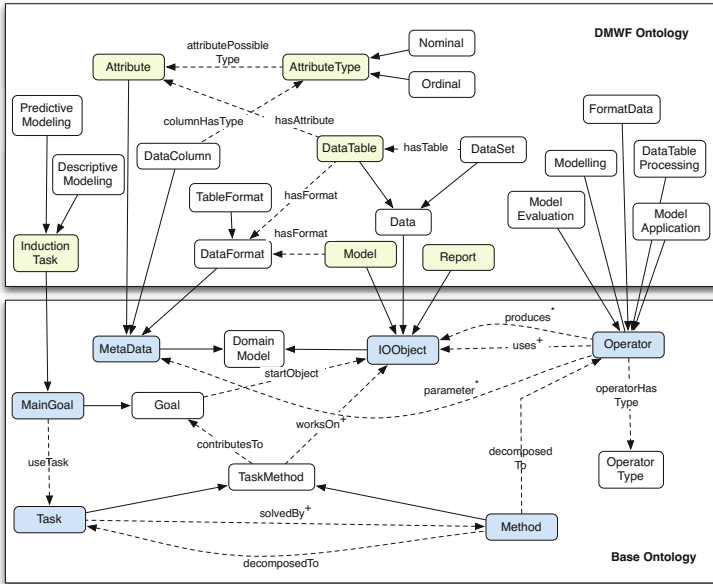 DMWF Ontology
Nominal
attributePossible
Type
Attribute
AttributeType
Ordinal
Predictive
Modeling
FormatData
columnHasType
hasAttribute
DataColumn
DataTable
hasTable
DataSet
DataTable
Processing
Descriptive
Modeling
Modelling
TableFormat
hasFormat
Model
Evaluation
Model
Application
Data
hasFormat
Induction
Task
DataFormat
Model
Report
produces*
MetaData
Domain
Model
IOObject
uses+
Operator
startObject
parameter*
operatorHas
Type
MainGoal
Goal
worksOn+
contributesTo
decomposed
To
useTask
TaskMethod
Operator
Type
Task
solvedBy+
Method
decomposedTo
Base Ontology